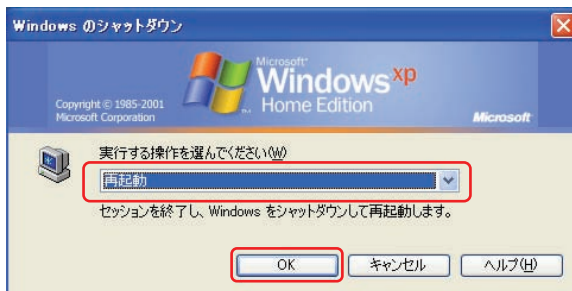 Windows のシャットダウン
Microsoft
Windows xp
Home Edition
Copyright © 1985-2001
Microsoft Corporation
Microsoft
実行する操作を選んでください(W)
再起動
セッションを終了し、Windows をシャットダウンして再起動します。
OK
キャンセル
ヘルプ(H)